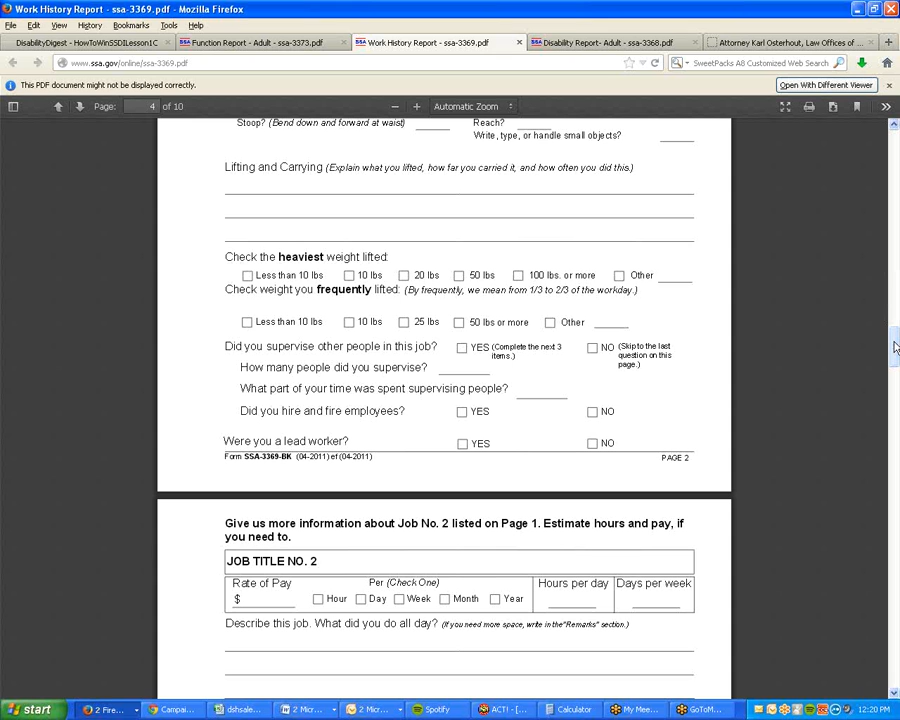 Work History Report - ssa-3369.pdf - Mozilla Firefox
File Edit View History Bookmarks Tools Help
DisabilityDigest - HowToWinSSDILesson1C × Function Report - Adult - ssa-3373.pdf × Work History Report - ssa-3369.pdf × Disability Report- Adult - ssa-3368.pdf × Attorney Karl Osterhout, Law Offices of ... × +
www.ssa.gov/online/ssa-3369.pdf SweetPacks A8 Customized Web Search
This PDF document might not be displayed correctly. Open With Different Viewer ×
Page: 4 of 10 Automatic Zoom
Stoop? (Bend down and forward at waist) Reach?
Write, type, or handle small objects?
Lifting and Carrying (Explain what you lifted, how far you carried it, and how often you did this.)
Check the heaviest weight lifted:
Less than 10 lbs 10 lbs 20 lbs 50 lbs 100 lbs. or more Other
Check weight you frequently lifted: (By frequently, we mean from 1/3 to 2/3 of the workday.)
Less than 10 lbs 10 lbs 25 lbs 50 lbs or more Other
Did you supervise other people in this job? YES (Complete the next 3 items.) NO (Skip to the last question on this page.)
How many people did you supervise?
What part of your time was spent supervising people?
Did you hire and fire employees? YES NO
Were you a lead worker? YES NO
Form SSA-3369-BK (04-2011) ef (04-2011) PAGE 2
Give us more information about Job No. 2 listed on Page 1. Estimate hours and pay, if
you need to.
JOB TITLE NO. 2
Rate of Pay Per (Check One) Hours per day Days per week
$ Hour Day Week Month Year
Describe this job. What did you do all day? (If you need more space, write in the"Remarks" section.)
start 2 Fire... Campai... dshsale... 2 Micr... 2 Micr... Spotify ACT! - [... Calculator My Mee... GoToM... 12:20 PM